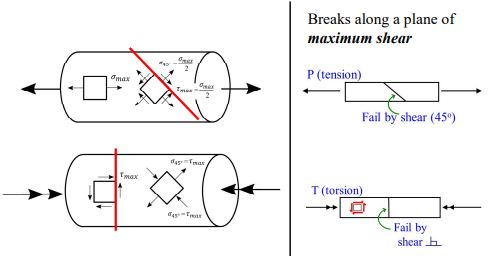 σmax
σ45° = σmax/2
τmax = σmax/2
τmax
σ45°=τmax
σ45°=τmax
Breaks along a plane of
maximum shear
P (tension)
Fail by shear (45°)
T (torsion)
Fail by
shear ⊥